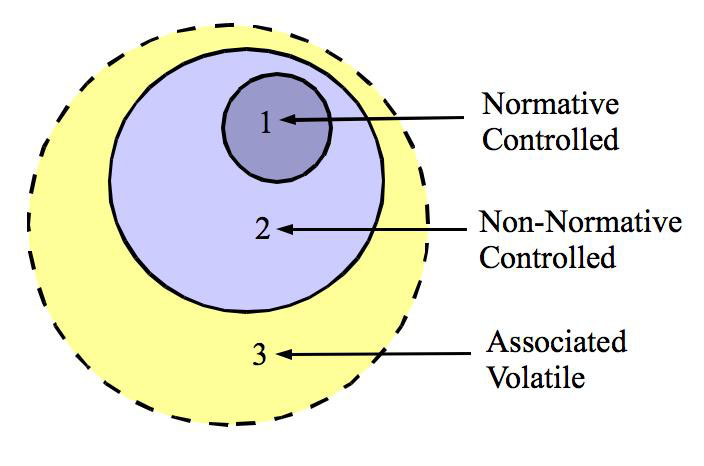 1
Normative
Controlled
2
Non-Normative
Controlled
3
Associated
Volatile